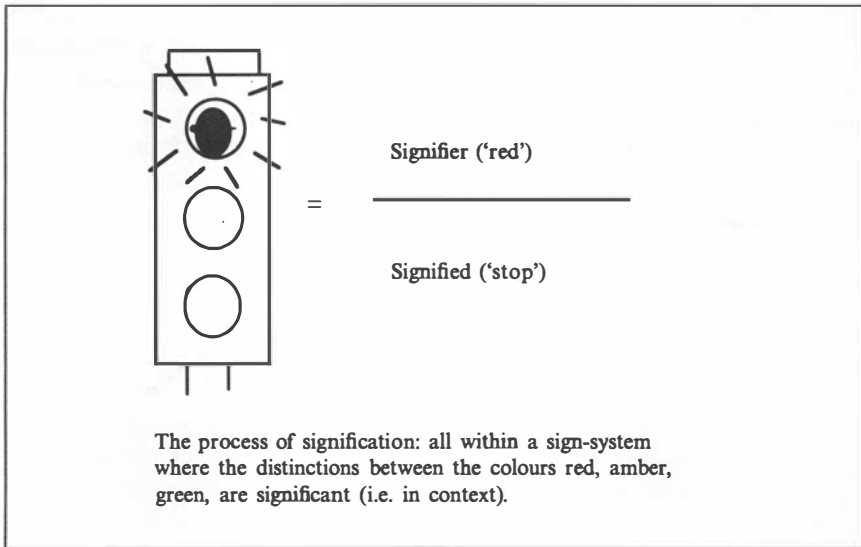 =
Signifier (‘red’)
Signified (‘stop’)
The process of signification: all within a sign-system
where the distinctions between the colours red, amber,
green, are significant (i.e. in context).